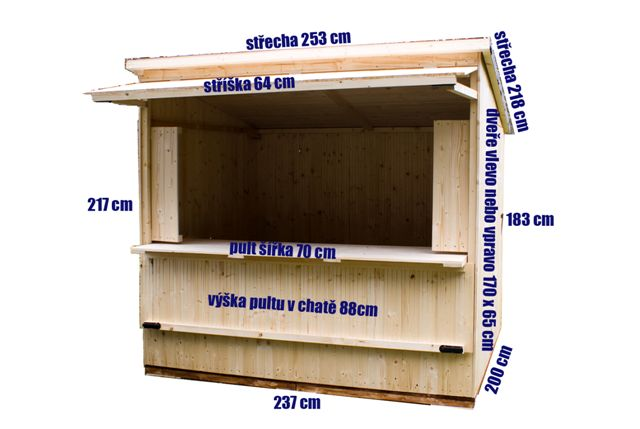 střecha 253 cm
střecha 218 cm
stříška 64 cm
dveře vlevo nebo vpravo 170 x 65 cm
217 cm
183 cm
pult šířka 70 cm
výška pultu v chatě 88cm
200 cm
237 cm